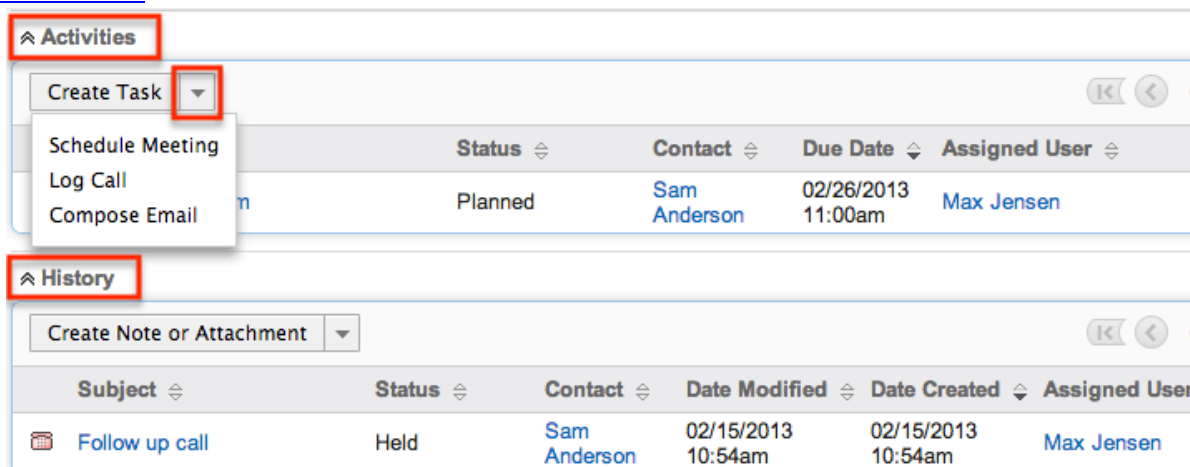 Activities
Create Task
Schedule Meeting
Log Call
Compose Email
Status Contact Due Date Assigned User
Planned Sam Anderson 02/26/2013 11:00am Max Jensen
History
Create Note or Attachment
Subject Status Contact Date Modified Date Created Assigned User
Follow up call Held Sam Anderson 02/15/2013 10:54am 02/15/2013 10:54am Max Jensen